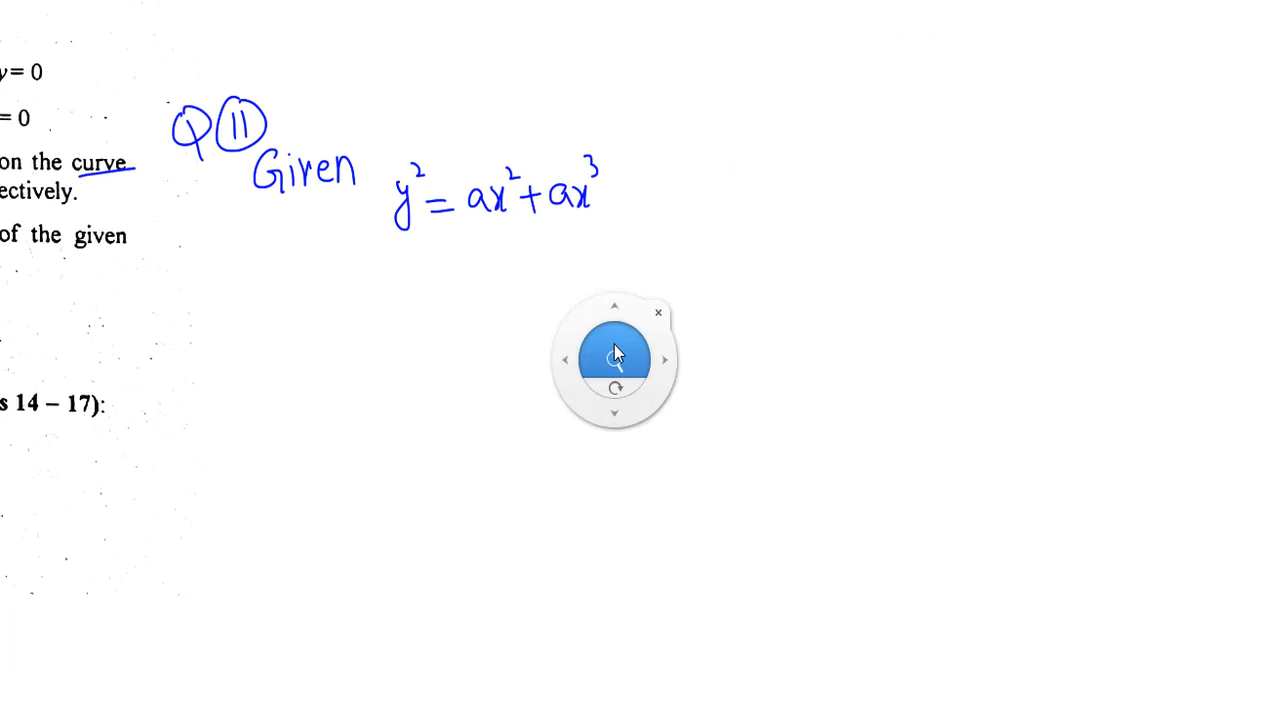 y = 0
= 0
on the curve
ectively.
of the given
s 14 – 17):
Q 11
Given y² = ax² + ax³